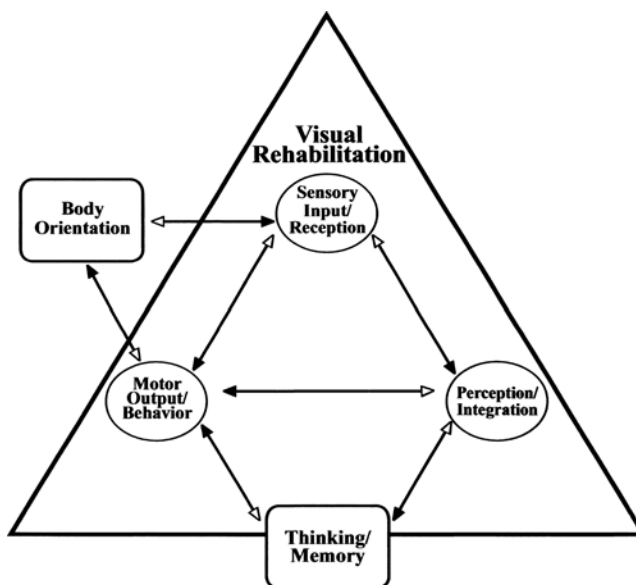 Visual
Rehabilitation
Sensory
Input/
Reception
Body
Orientation
Motor
Output/
Behavior
Perception/
Integration
Thinking/
Memory